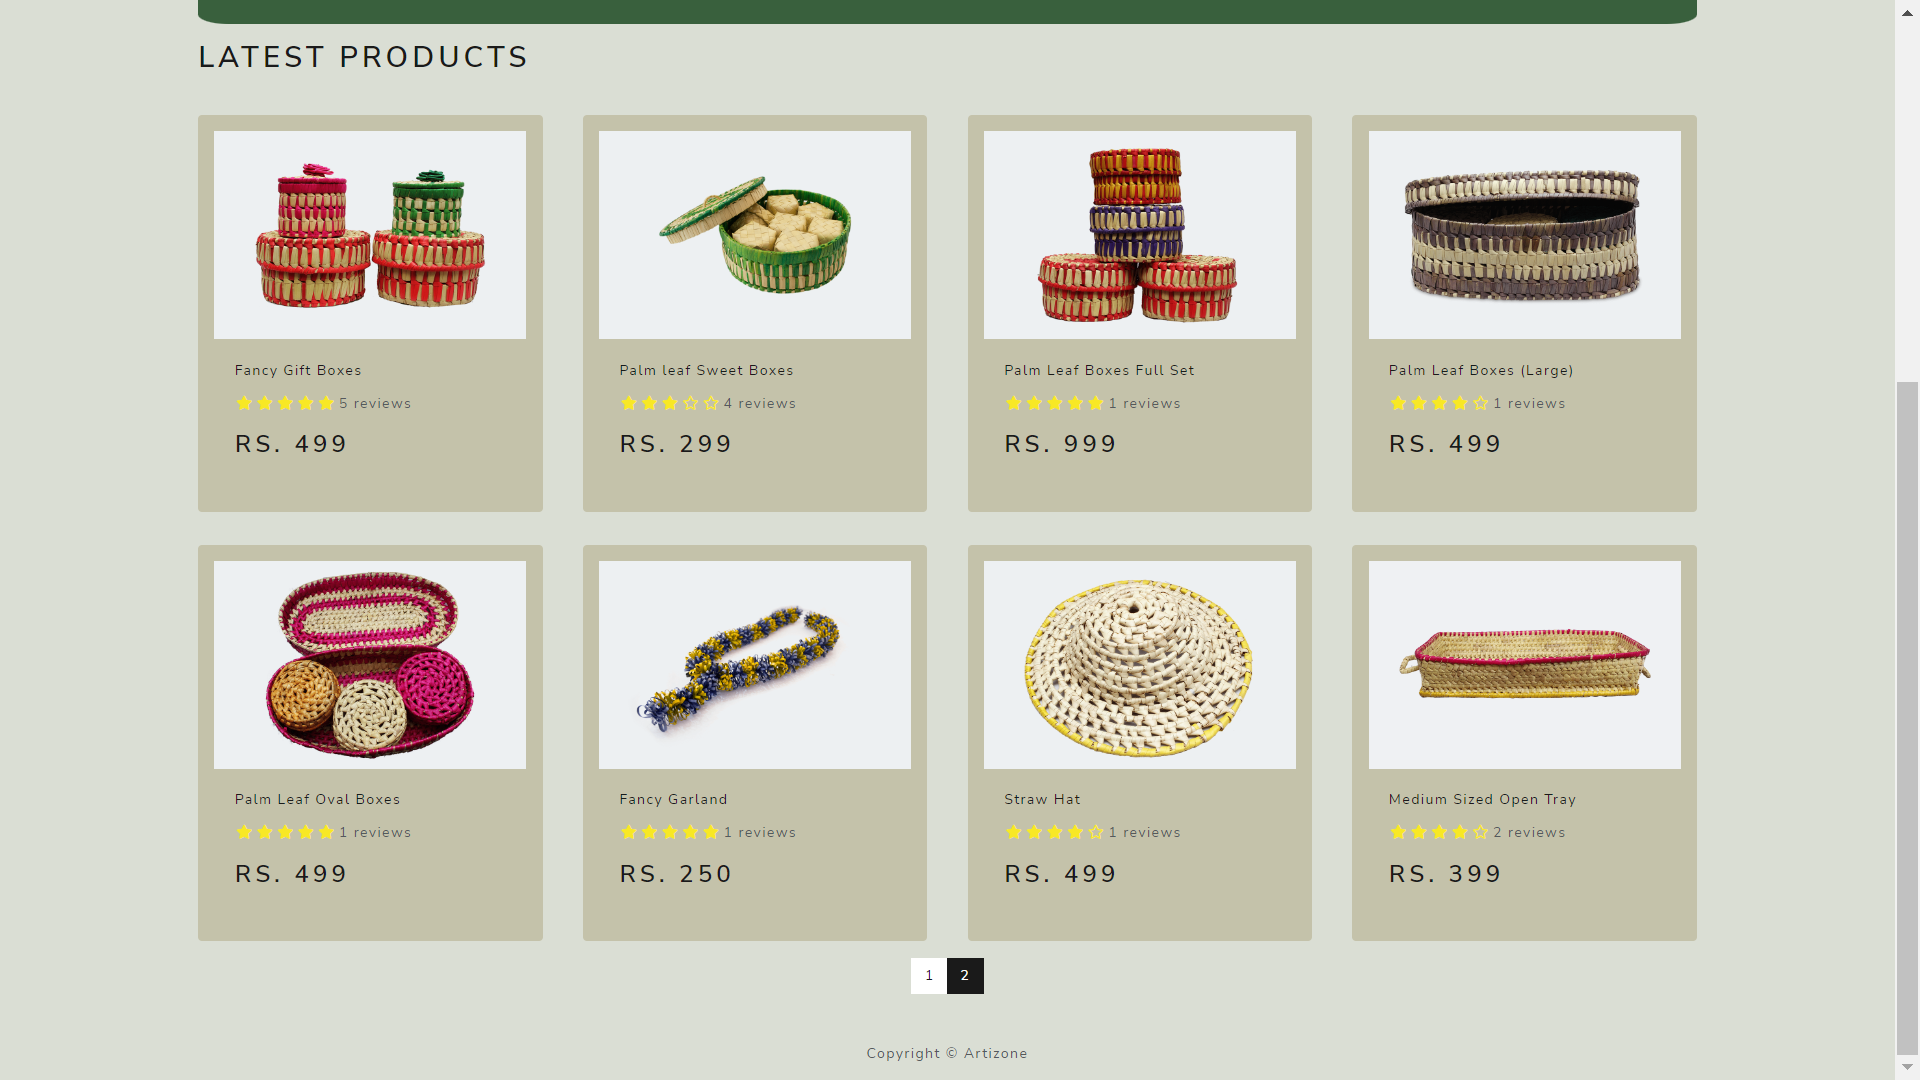 LATEST PRODUCTS
Fancy Gift Boxes
5 reviews
RS. 499
Palm leaf Sweet Boxes
4 reviews
RS. 299
Palm Leaf Boxes Full Set
1 reviews
RS. 999
Palm Leaf Boxes (Large)
1 reviews
RS. 499
Palm Leaf Oval Boxes
1 reviews
RS. 499
Fancy Garland
1 reviews
RS. 250
Straw Hat
1 reviews
RS. 499
Medium Sized Open Tray
2 reviews
RS. 399
1 2
Copyright © Artizone